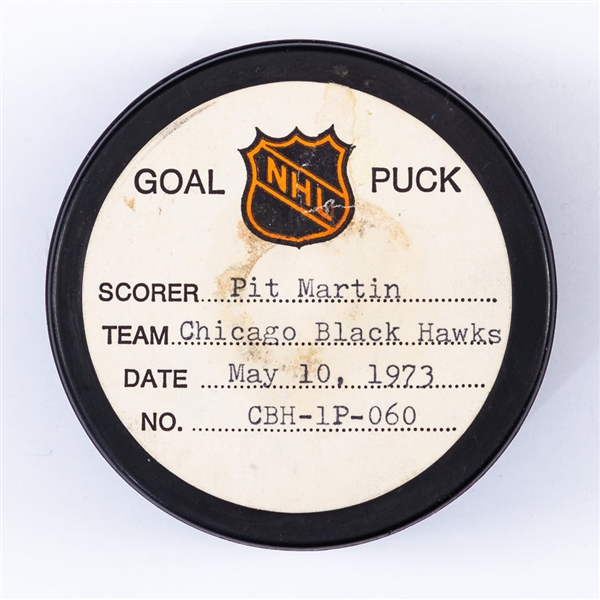 GOAL NHL PUCK
SCORER...Pit Martin...............
TEAM Chicago Black Hawks
DATE ....May 10, 1973.......
NO. .........CBH-1P-060......